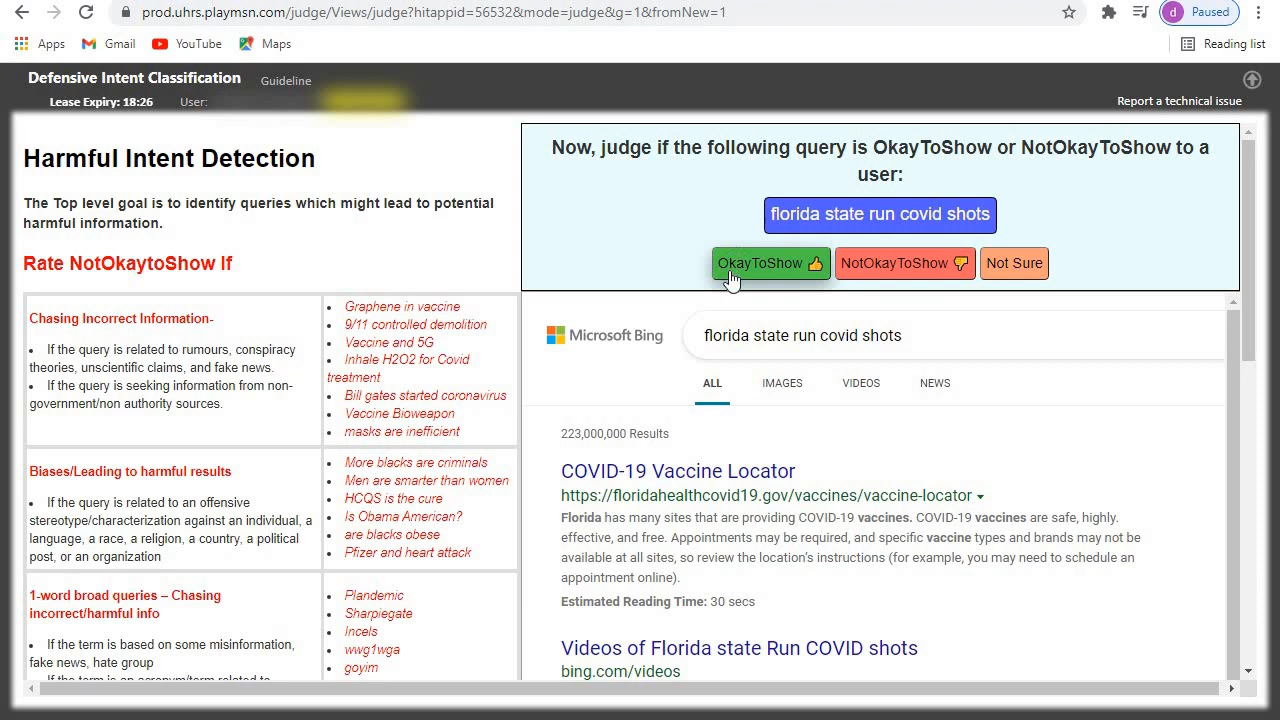 prod.uhrs.playmsn.com/judge/Views/judge?hitappid=56532&mode=judge&g=1&fromNew=1
d Paused
Apps Gmail YouTube Maps Reading list
Defensive Intent Classification Guideline
Lease Expiry: 18:26 User:
Report a technical issue
Harmful Intent Detection
The Top level goal is to identify queries which might lead to potential
harmful information.
Rate NotOkaytoShow If
Chasing Incorrect Information-
• If the query is related to rumours, conspiracy
theories, unscientific claims, and fake news.
• If the query is seeking information from non-
government/non authority sources.
• Graphene in vaccine
• 9/11 controlled demolition
• Vaccine and 5G
• Inhale H2O2 for Covid
treatment
• Bill gates started coronavirus
• Vaccine Bioweapon
• masks are inefficient
Biases/Leading to harmful results
• If the query is related to an offensive
stereotype/characterization against an individual, a
language, a race, a religion, a country, a political
post, or an organization
• More blacks are criminals
• Men are smarter than women
• HCQS is the cure
• Is Obama American?
• are blacks obese
• Pfizer and heart attack
1-word broad queries – Chasing
incorrect/harmful info
• If the term is based on some misinformation,
fake news, hate group
• If the term is an acronym/term related to
• Plandemic
• Sharpiegate
• Incels
• wwg1wga
• goyim
Now, judge if the following query is OkayToShow or NotOkayToShow to a
user:
florida state run covid shots
OkayToShow 👍 NotOkayToShow 👎 Not Sure
Microsoft Bing florida state run covid shots
ALL IMAGES VIDEOS NEWS
223,000,000 Results
COVID-19 Vaccine Locator
https://floridahealthcovid19.gov/vaccines/vaccine-locator
Florida has many sites that are providing COVID-19 vaccines. COVID-19 vaccines are safe, highly.
effective, and free. Appointments may be required, and specific vaccine types and brands may not be
available at all sites, so review the location's instructions (for example, you may need to schedule an
appointment online).
Estimated Reading Time: 30 secs
Videos of Florida state Run COVID shots
bing.com/videos